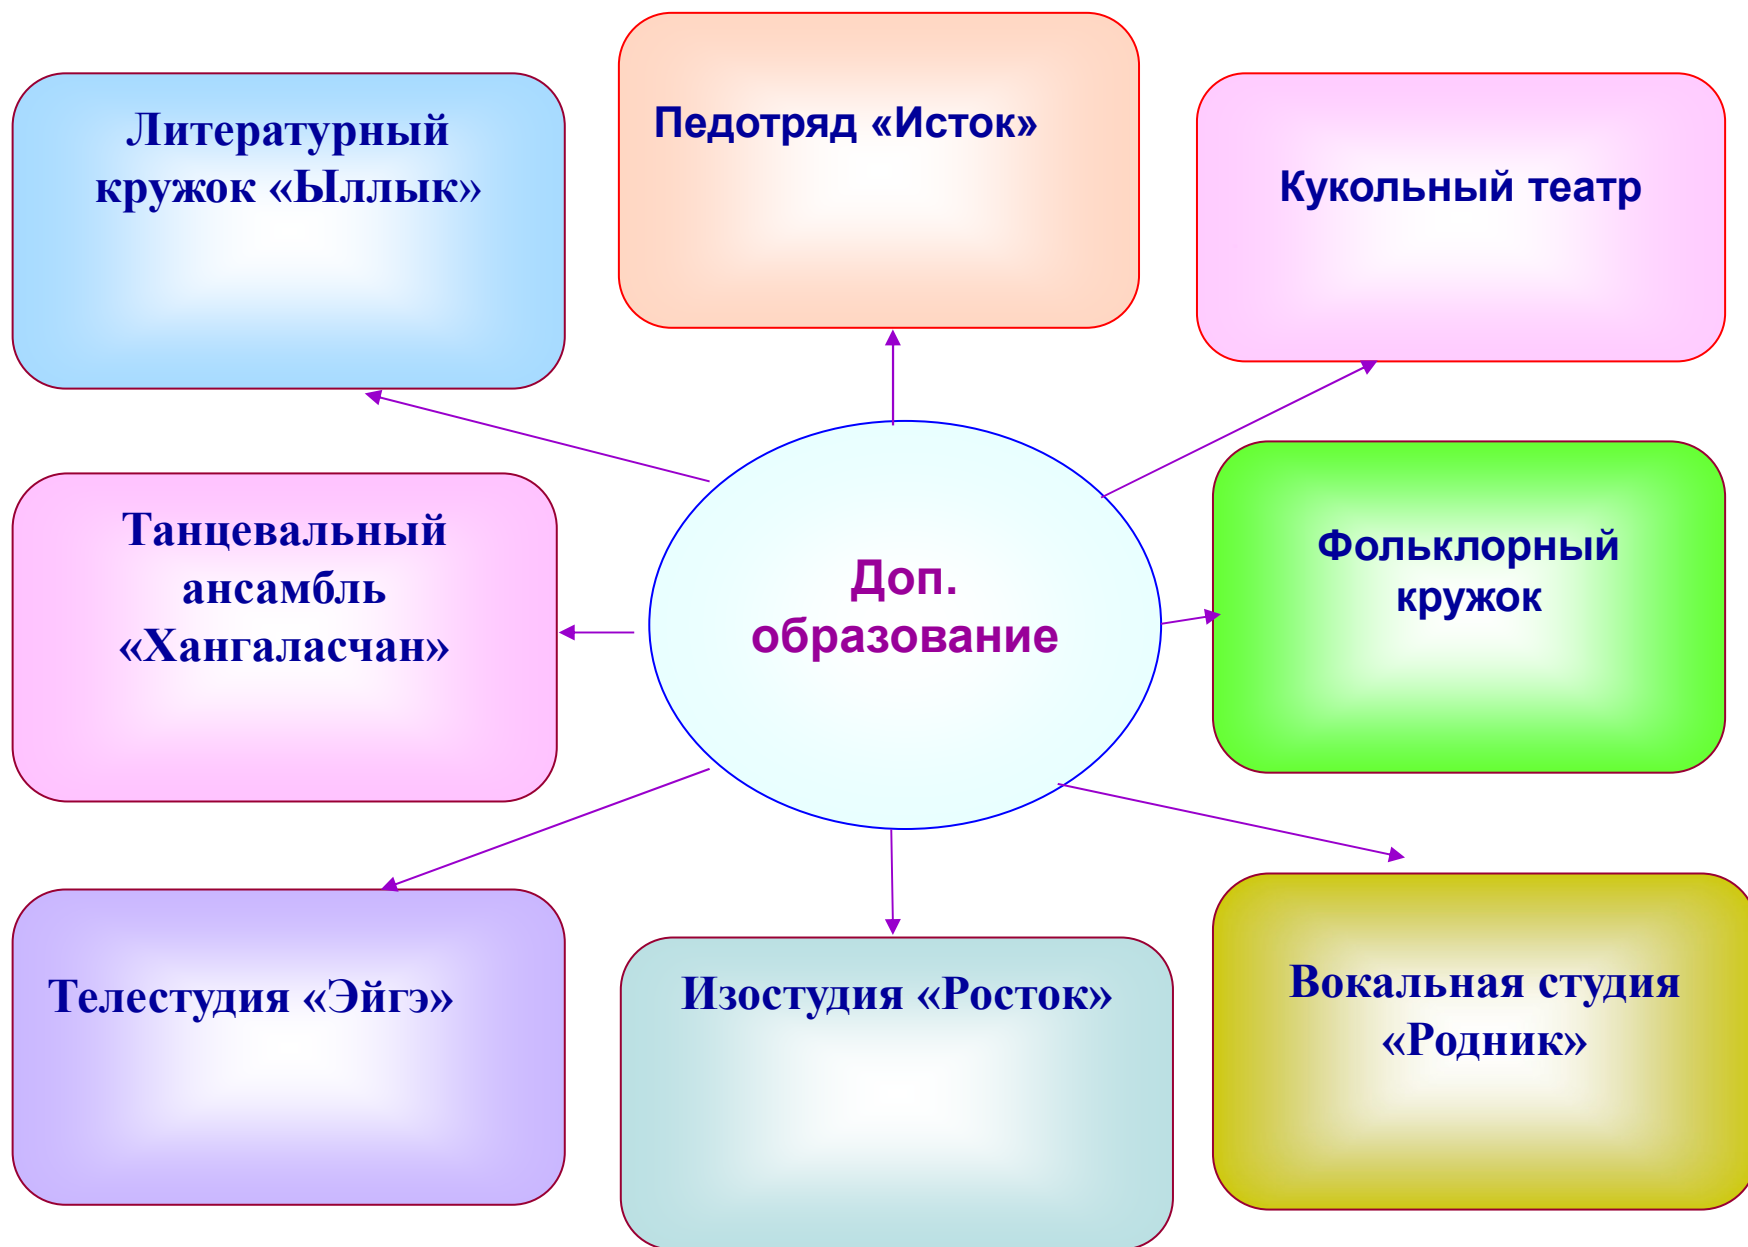 Литературный
кружок «Ыллык»
Педотряд «Исток»
Кукольный театр
Танцевальный
ансамбль
«Хангаласчан»
Доп.
образование
Фольклорный
кружок
Телестудия «Эйгэ»
Изостудия «Росток»
Вокальная студия
«Родник»